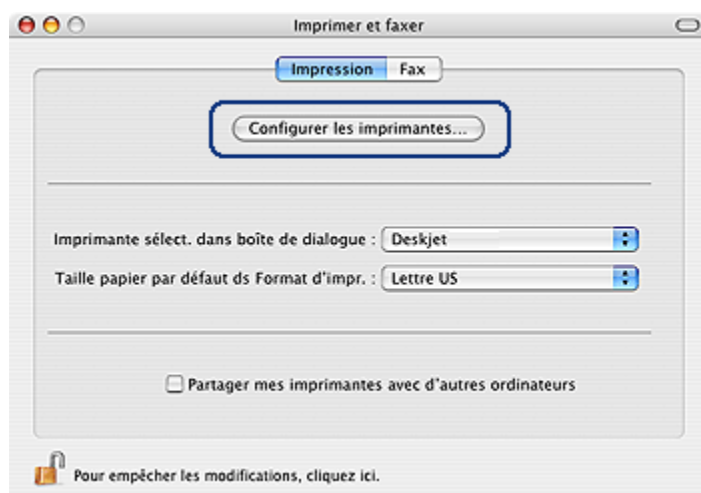 Imprimer et faxer
Impression Fax
Configurer les imprimantes...
Imprimante sélect. dans boîte de dialogue : Deskjet
Taille papier par défaut ds Format d'impr. : Lettre US
Partager mes imprimantes avec d'autres ordinateurs
Pour empêcher les modifications, cliquez ici.